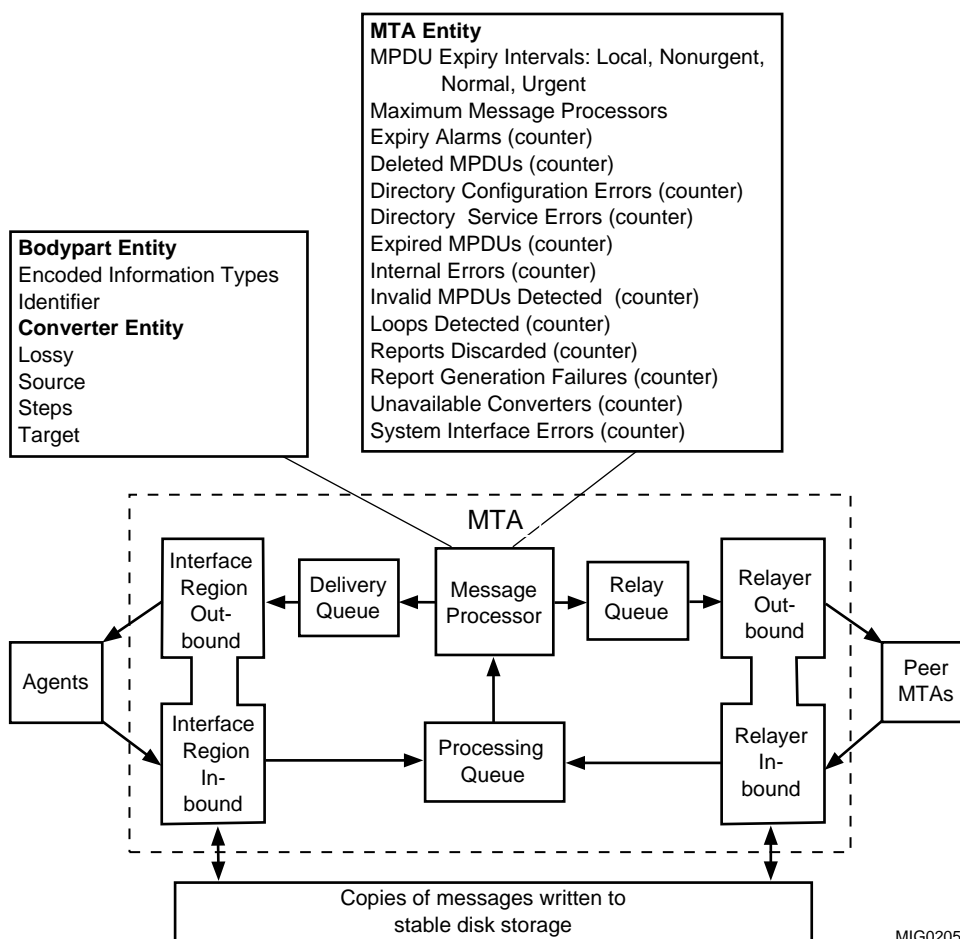 MTA Entity
MPDU Expiry Intervals: Local, Nonurgent,
Normal, Urgent
Maximum Message Processors
Expiry Alarms (counter)
Deleted MPDUs (counter)
Directory Configuration Errors (counter)
Directory Service Errors (counter)
Expired MPDUs (counter)
Internal Errors (counter)
Invalid MPDUs Detected (counter)
Loops Detected (counter)
Reports Discarded (counter)
Report Generation Failures (counter)
Unavailable Converters (counter)
System Interface Errors (counter)
Bodypart Entity
Encoded Information Types
Identifier
Converter Entity
Lossy
Source
Steps
Target
MTA
Interface
Region
Out-
bound
Delivery
Queue
Message
Processor
Relay
Queue
Relayer
Out-
bound
Agents
Peer
MTAs
Interface
Region
In-
bound
Processing
Queue
Relayer
In-
bound
Copies of messages written to
stable disk storage
MIG0205